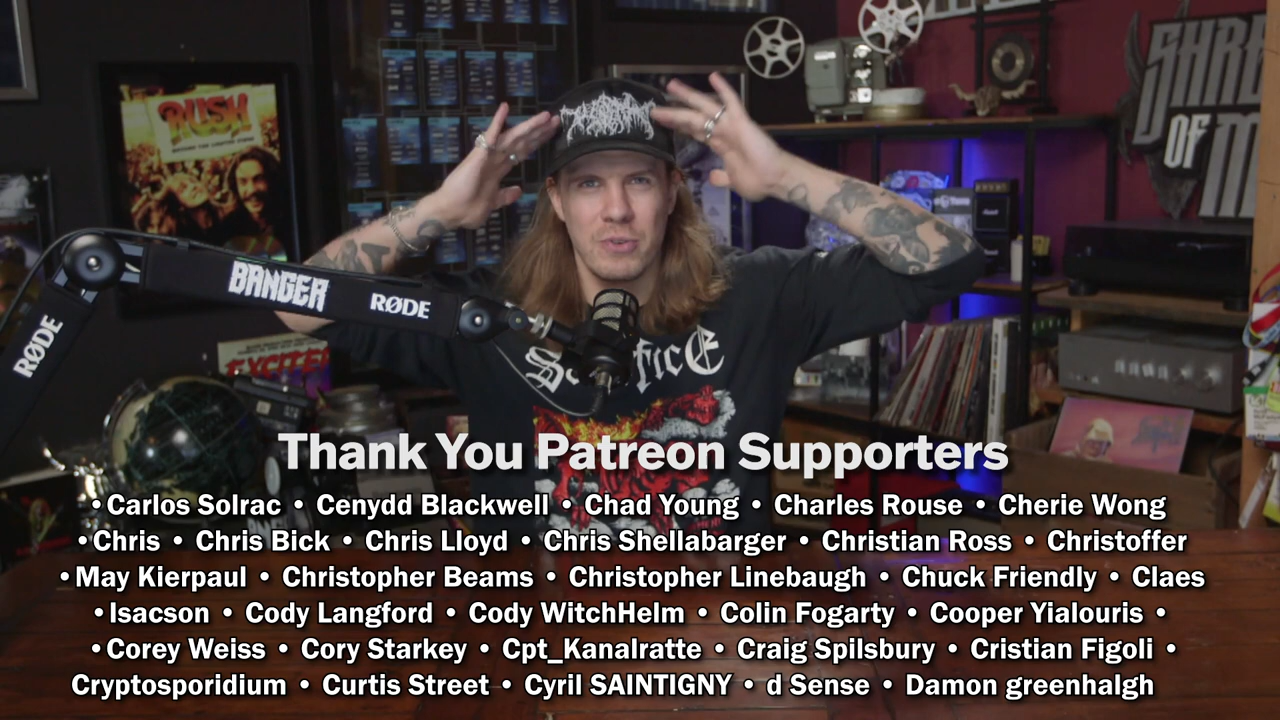 RUSH
SHRE
OF M
BANGER
RØDE
RØDE
EXCITER
Sacrifice
Thank You Patreon Supporters
• Carlos Solrac • Cenydd Blackwell • Chad Young • Charles Rouse • Cherie Wong
• Chris • Chris Bick • Chris Lloyd • Chris Shellabarger • Christian Ross • Christoffer
• May Kierpaul • Christopher Beams • Christopher Linebaugh • Chuck Friendly • Claes
• Isacson • Cody Langford • Cody WitchHelm • Colin Fogarty • Cooper Yialouris •
• Corey Weiss • Cory Starkey • Cpt_Kanalratte • Craig Spilsbury • Cristian Figoli •
Cryptosporidium • Curtis Street • Cyril SAINTIGNY • d Sense • Damon greenhalgh